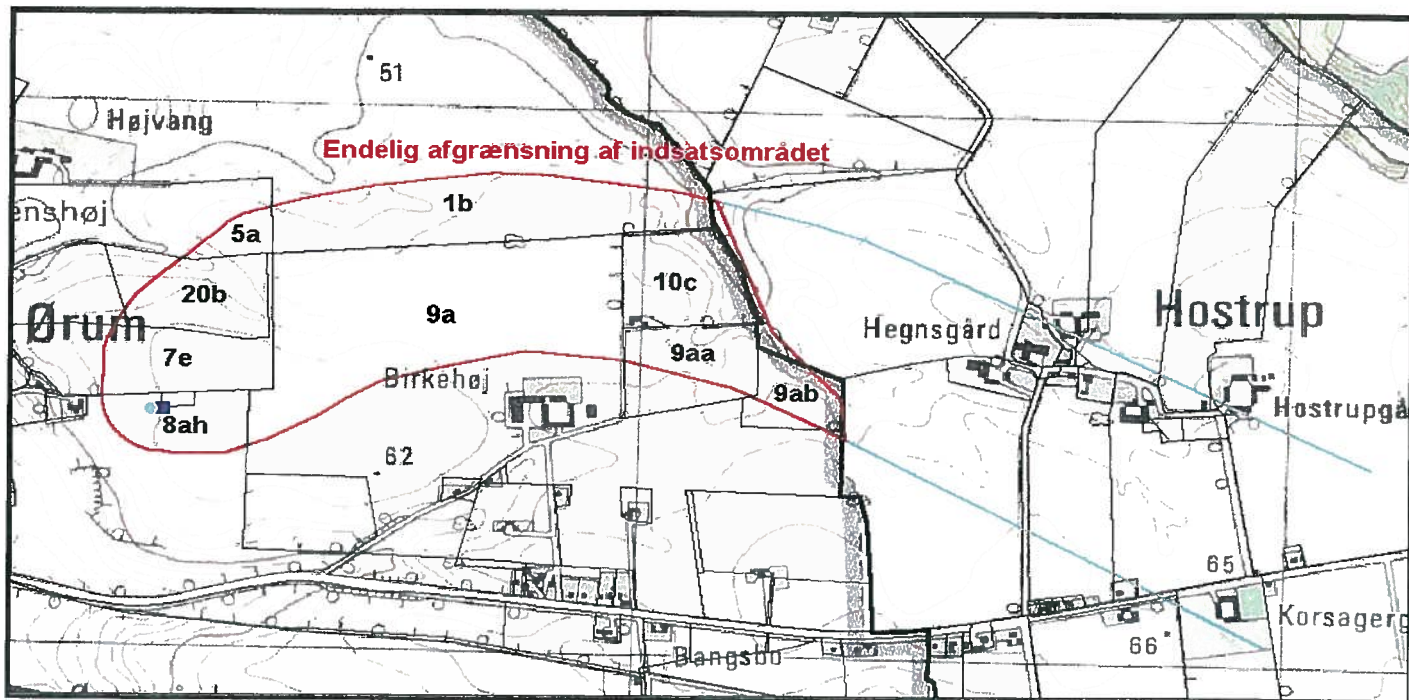 51
Højvang
Endelig afgrænsning af indsatsområdet
enshøj
5a
1b
20b
10c
Ørum
9a
Hostrup
Hegnsgård
7e
9aa
Birkehøj
9ab
8ah
Hostrupgå
62
65
Korsagerg
66
Bangsbo